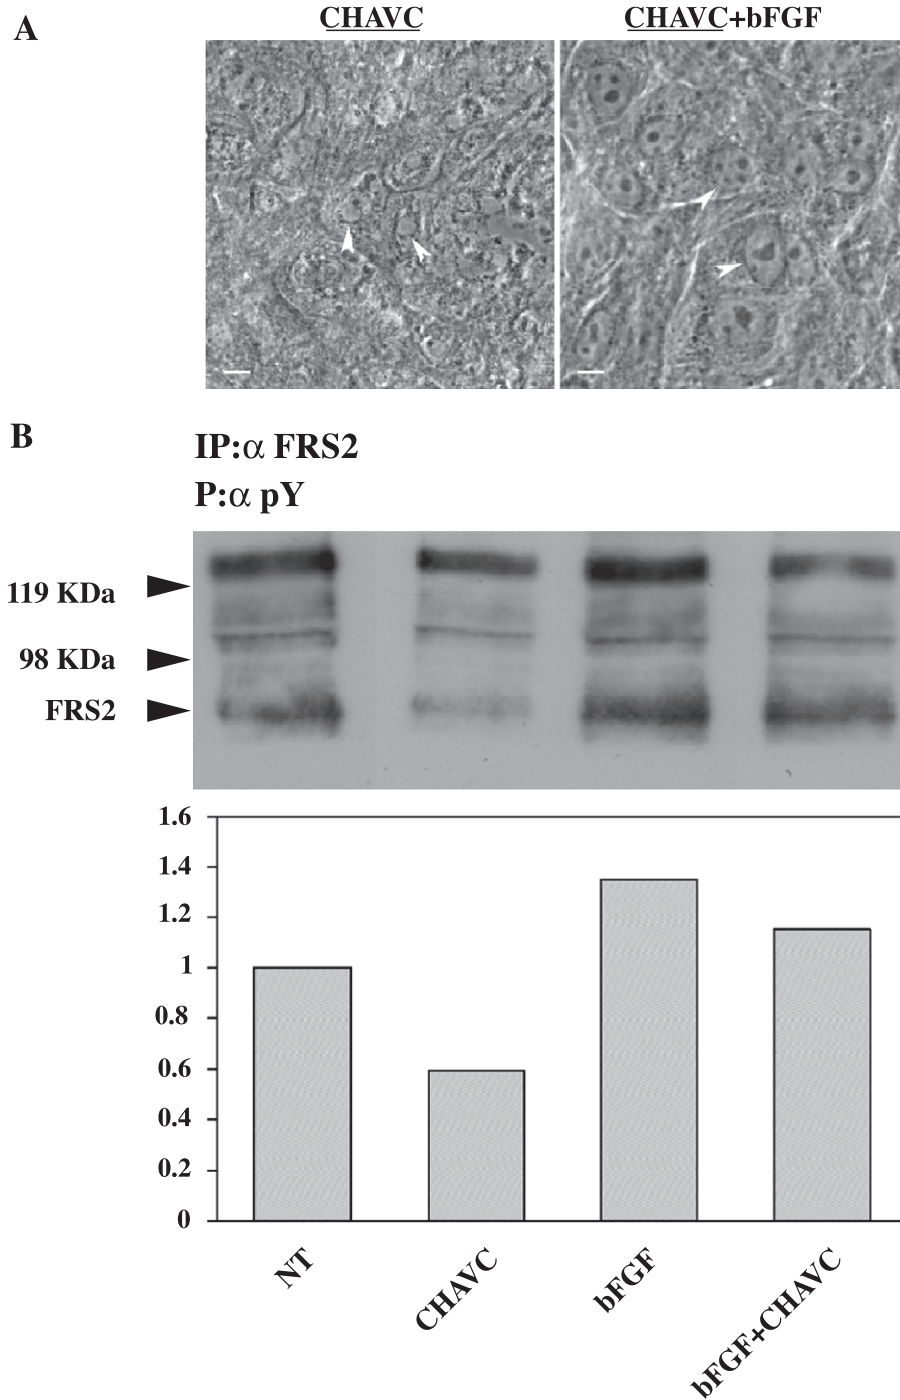 A
CHAVC
CHAVC+bFGF
B
IP:α FRS2
P:α pY
119 KDa
98 KDa
FRS2
1.6
1.4
1.2
1
0.8
0.6
0.4
0.2
0
NT
CHAVC
bFGF
bFGF+CHAVC